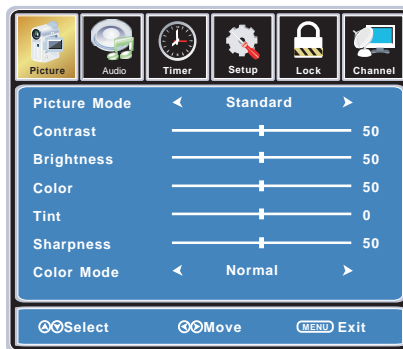 Picture Audio Timer Setup Lock Channel
Picture Mode Standard
Contrast 50
Brightness 50
Color 50
Tint 0
Sharpness 50
Color Mode Normal
Select Move MENU Exit